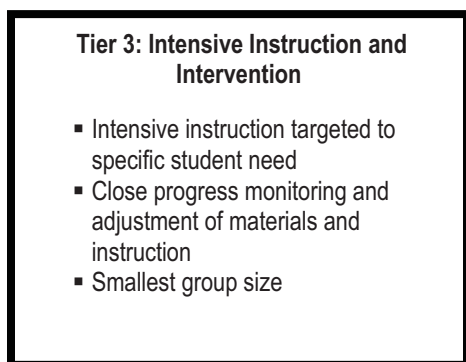 Tier 3: Intensive Instruction and
Intervention
▪ Intensive instruction targeted to
specific student need
▪ Close progress monitoring and
adjustment of materials and
instruction
▪ Smallest group size